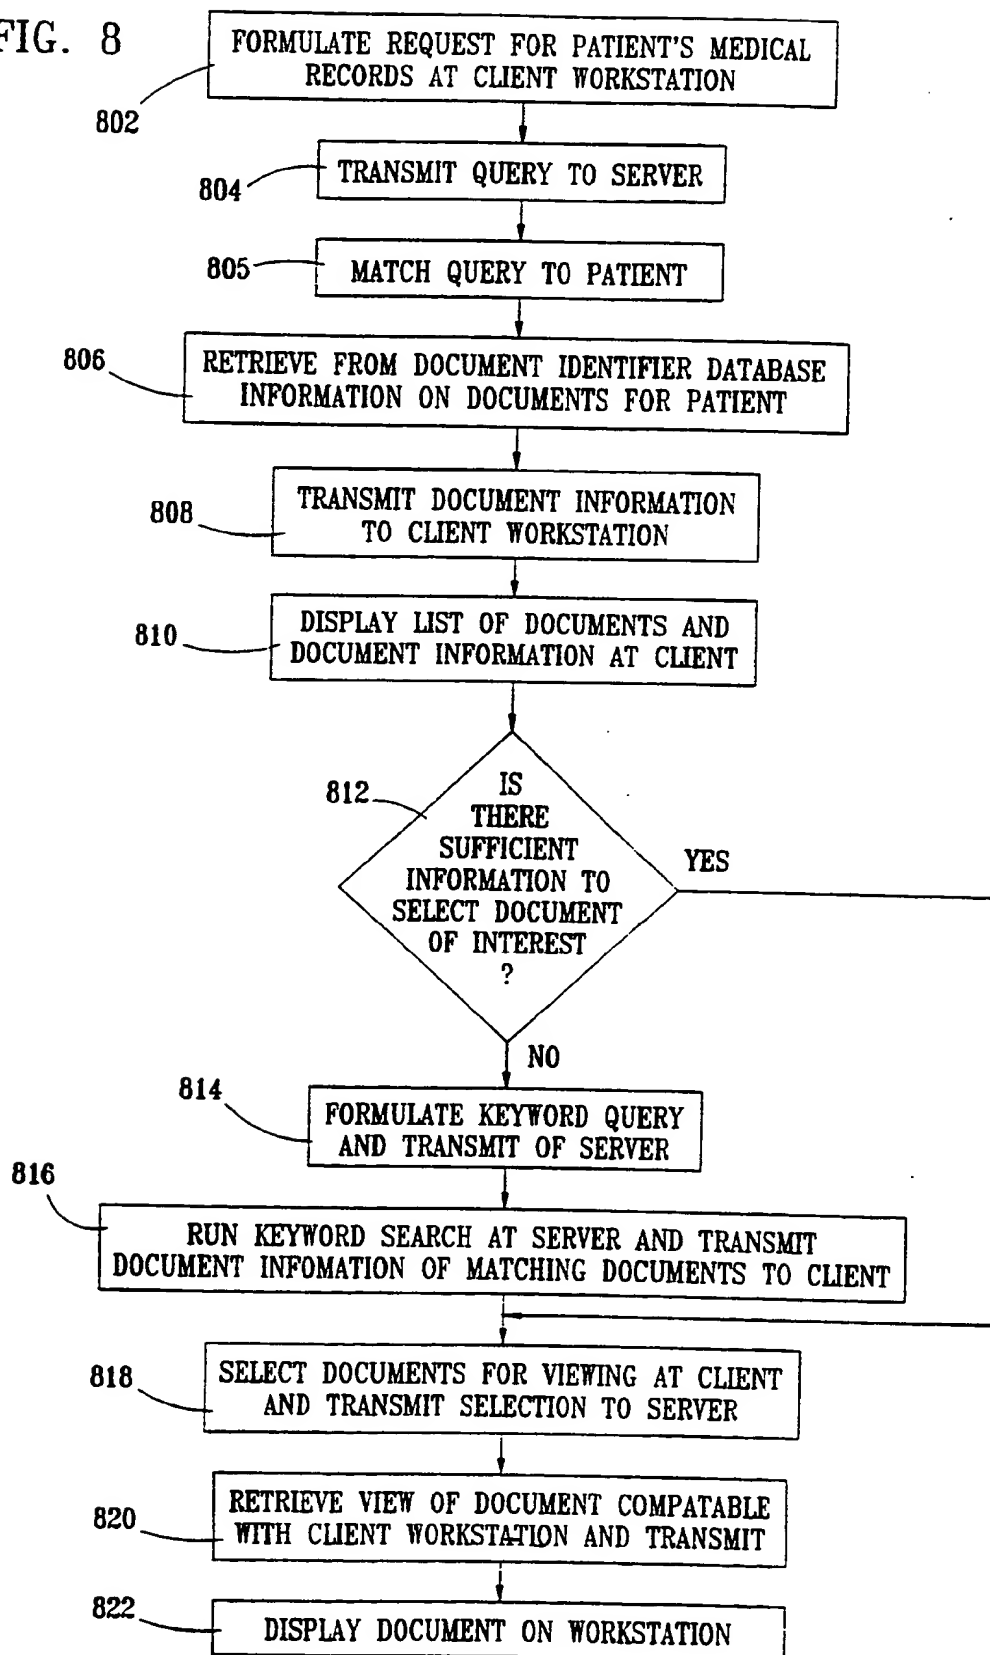 FIG. 8
FORMULATE REQUEST FOR PATIENT'S MEDICAL
RECORDS AT CLIENT WORKSTATION
802
TRANSMIT QUERY TO SERVER
804
MATCH QUERY TO PATIENT
805
RETRIEVE FROM DOCUMENT IDENTIFIER DATABASE
INFORMATION ON DOCUMENTS FOR PATIENT
806
TRANSMIT DOCUMENT INFORMATION
TO CLIENT WORKSTATION
808
DISPLAY LIST OF DOCUMENTS AND
DOCUMENT INFORMATION AT CLIENT
810
812
IS
THERE
SUFFICIENT
INFORMATION TO
SELECT DOCUMENT
OF INTEREST
?
YES
NO
814
FORMULATE KEYWORD QUERY
AND TRANSMIT OF SERVER
816
RUN KEYWORD SEARCH AT SERVER AND TRANSMIT
DOCUMENT INFOMATION OF MATCHING DOCUMENTS TO CLIENT
818
SELECT DOCUMENTS FOR VIEWING AT CLIENT
AND TRANSMIT SELECTION TO SERVER
820
RETRIEVE VIEW OF DOCUMENT COMPATABLE
WITH CLIENT WORKSTATION AND TRANSMIT
822
DISPLAY DOCUMENT ON WORKSTATION